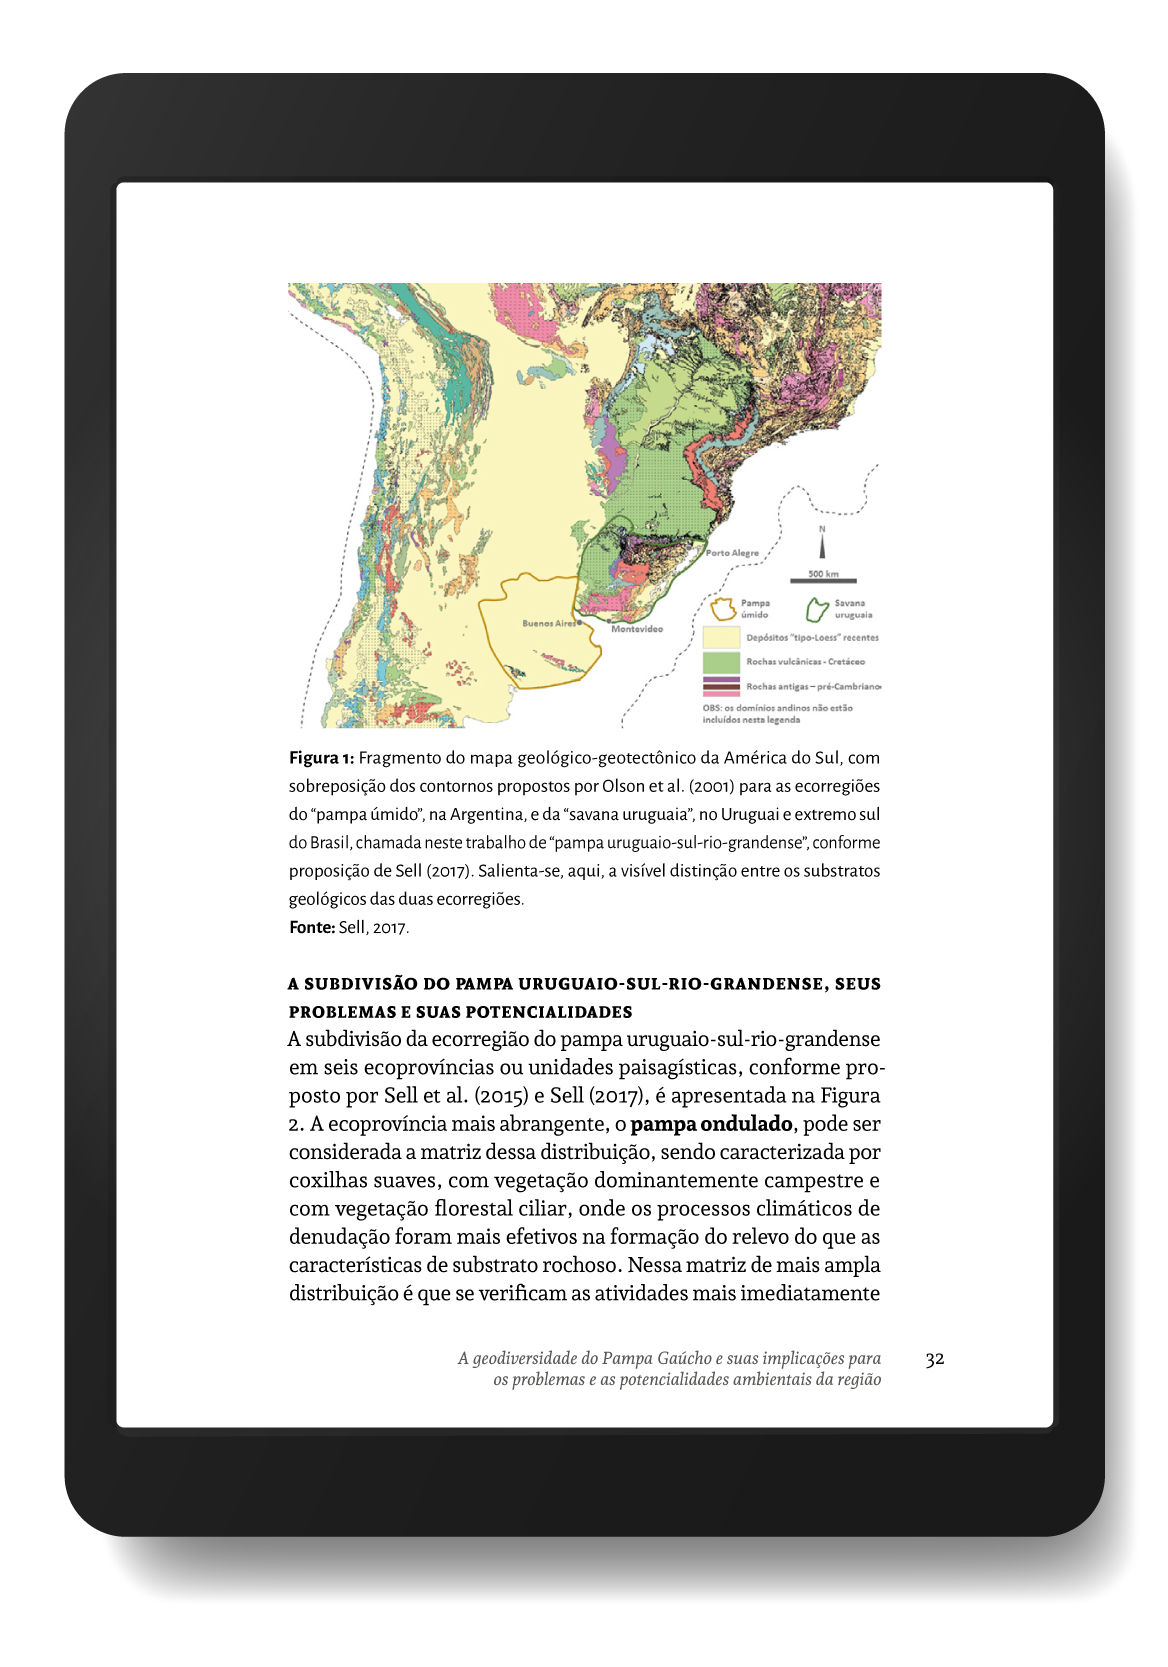 Porto Alegre
N
500 km
Pampa
úmido
Savana
uruguaia
Buenos Aires
Montevideo
Depósitos "tipo-Loess" recentes
Rochas vulcânicas - Cretáceo
Rochas antigas – pré-Cambriano
OBS: os domínios andinos não estão
incluídos nesta legenda
Figura 1: Fragmento do mapa geológico-geotectônico da América do Sul, com
sobreposição dos contornos propostos por Olson et al. (2001) para as ecorregiões
do “pampa úmido”, na Argentina, e da “savana uruguaia”, no Uruguai e extremo sul
do Brasil, chamada neste trabalho de “pampa uruguaio-sul-rio-grandense”, conforme
proposição de Sell (2017). Salienta-se, aqui, a visível distinção entre os substratos
geológicos das duas ecorregiões.
Fonte: Sell, 2017.
A SUBDIVISÃO DO PAMPA URUGUAIO-SUL-RIO-GRANDENSE, SEUS
PROBLEMAS E SUAS POTENCIALIDADES
A subdivisão da ecorregião do pampa uruguaio-sul-rio-grandense
em seis ecoprovíncias ou unidades paisagísticas, conforme pro-
posto por Sell et al. (2015) e Sell (2017), é apresentada na Figura
2. A ecoprovíncia mais abrangente, o pampa ondulado, pode ser
considerada a matriz dessa distribuição, sendo caracterizada por
coxilhas suaves, com vegetação dominantemente campestre e
com vegetação florestal ciliar, onde os processos climáticos de
denudação foram mais efetivos na formação do relevo do que as
características de substrato rochoso. Nessa matriz de mais ampla
distribuição é que se verificam as atividades mais imediatamente
A geodiversidade do Pampa Gaúcho e suas implicações para
os problemas e as potencialidades ambientais da região
32